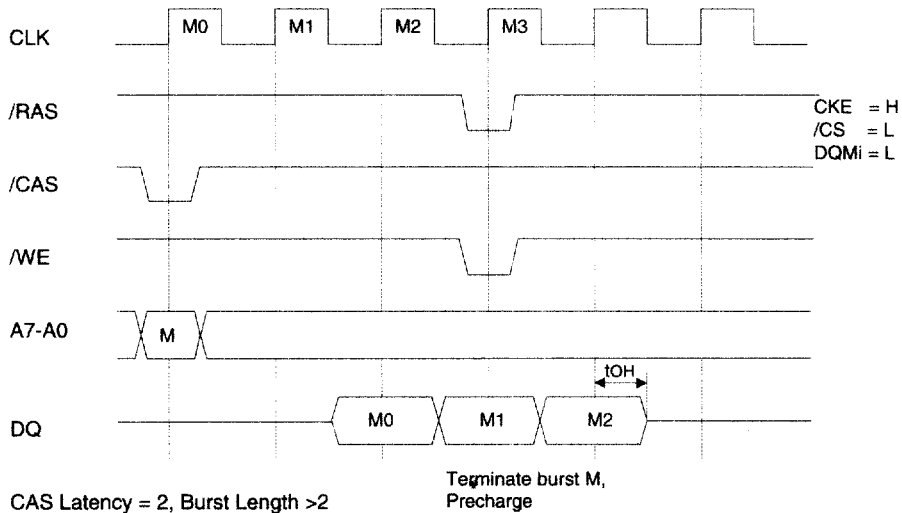 CLK M0 M1 M2 M3
/RAS
CKE = H
/CS = L
DQMi = L
/CAS
/WE
A7-A0 M
tOH
DQ M0 M1 M2
Terminate burst M,
Precharge
CAS Latency = 2, Burst Length >2